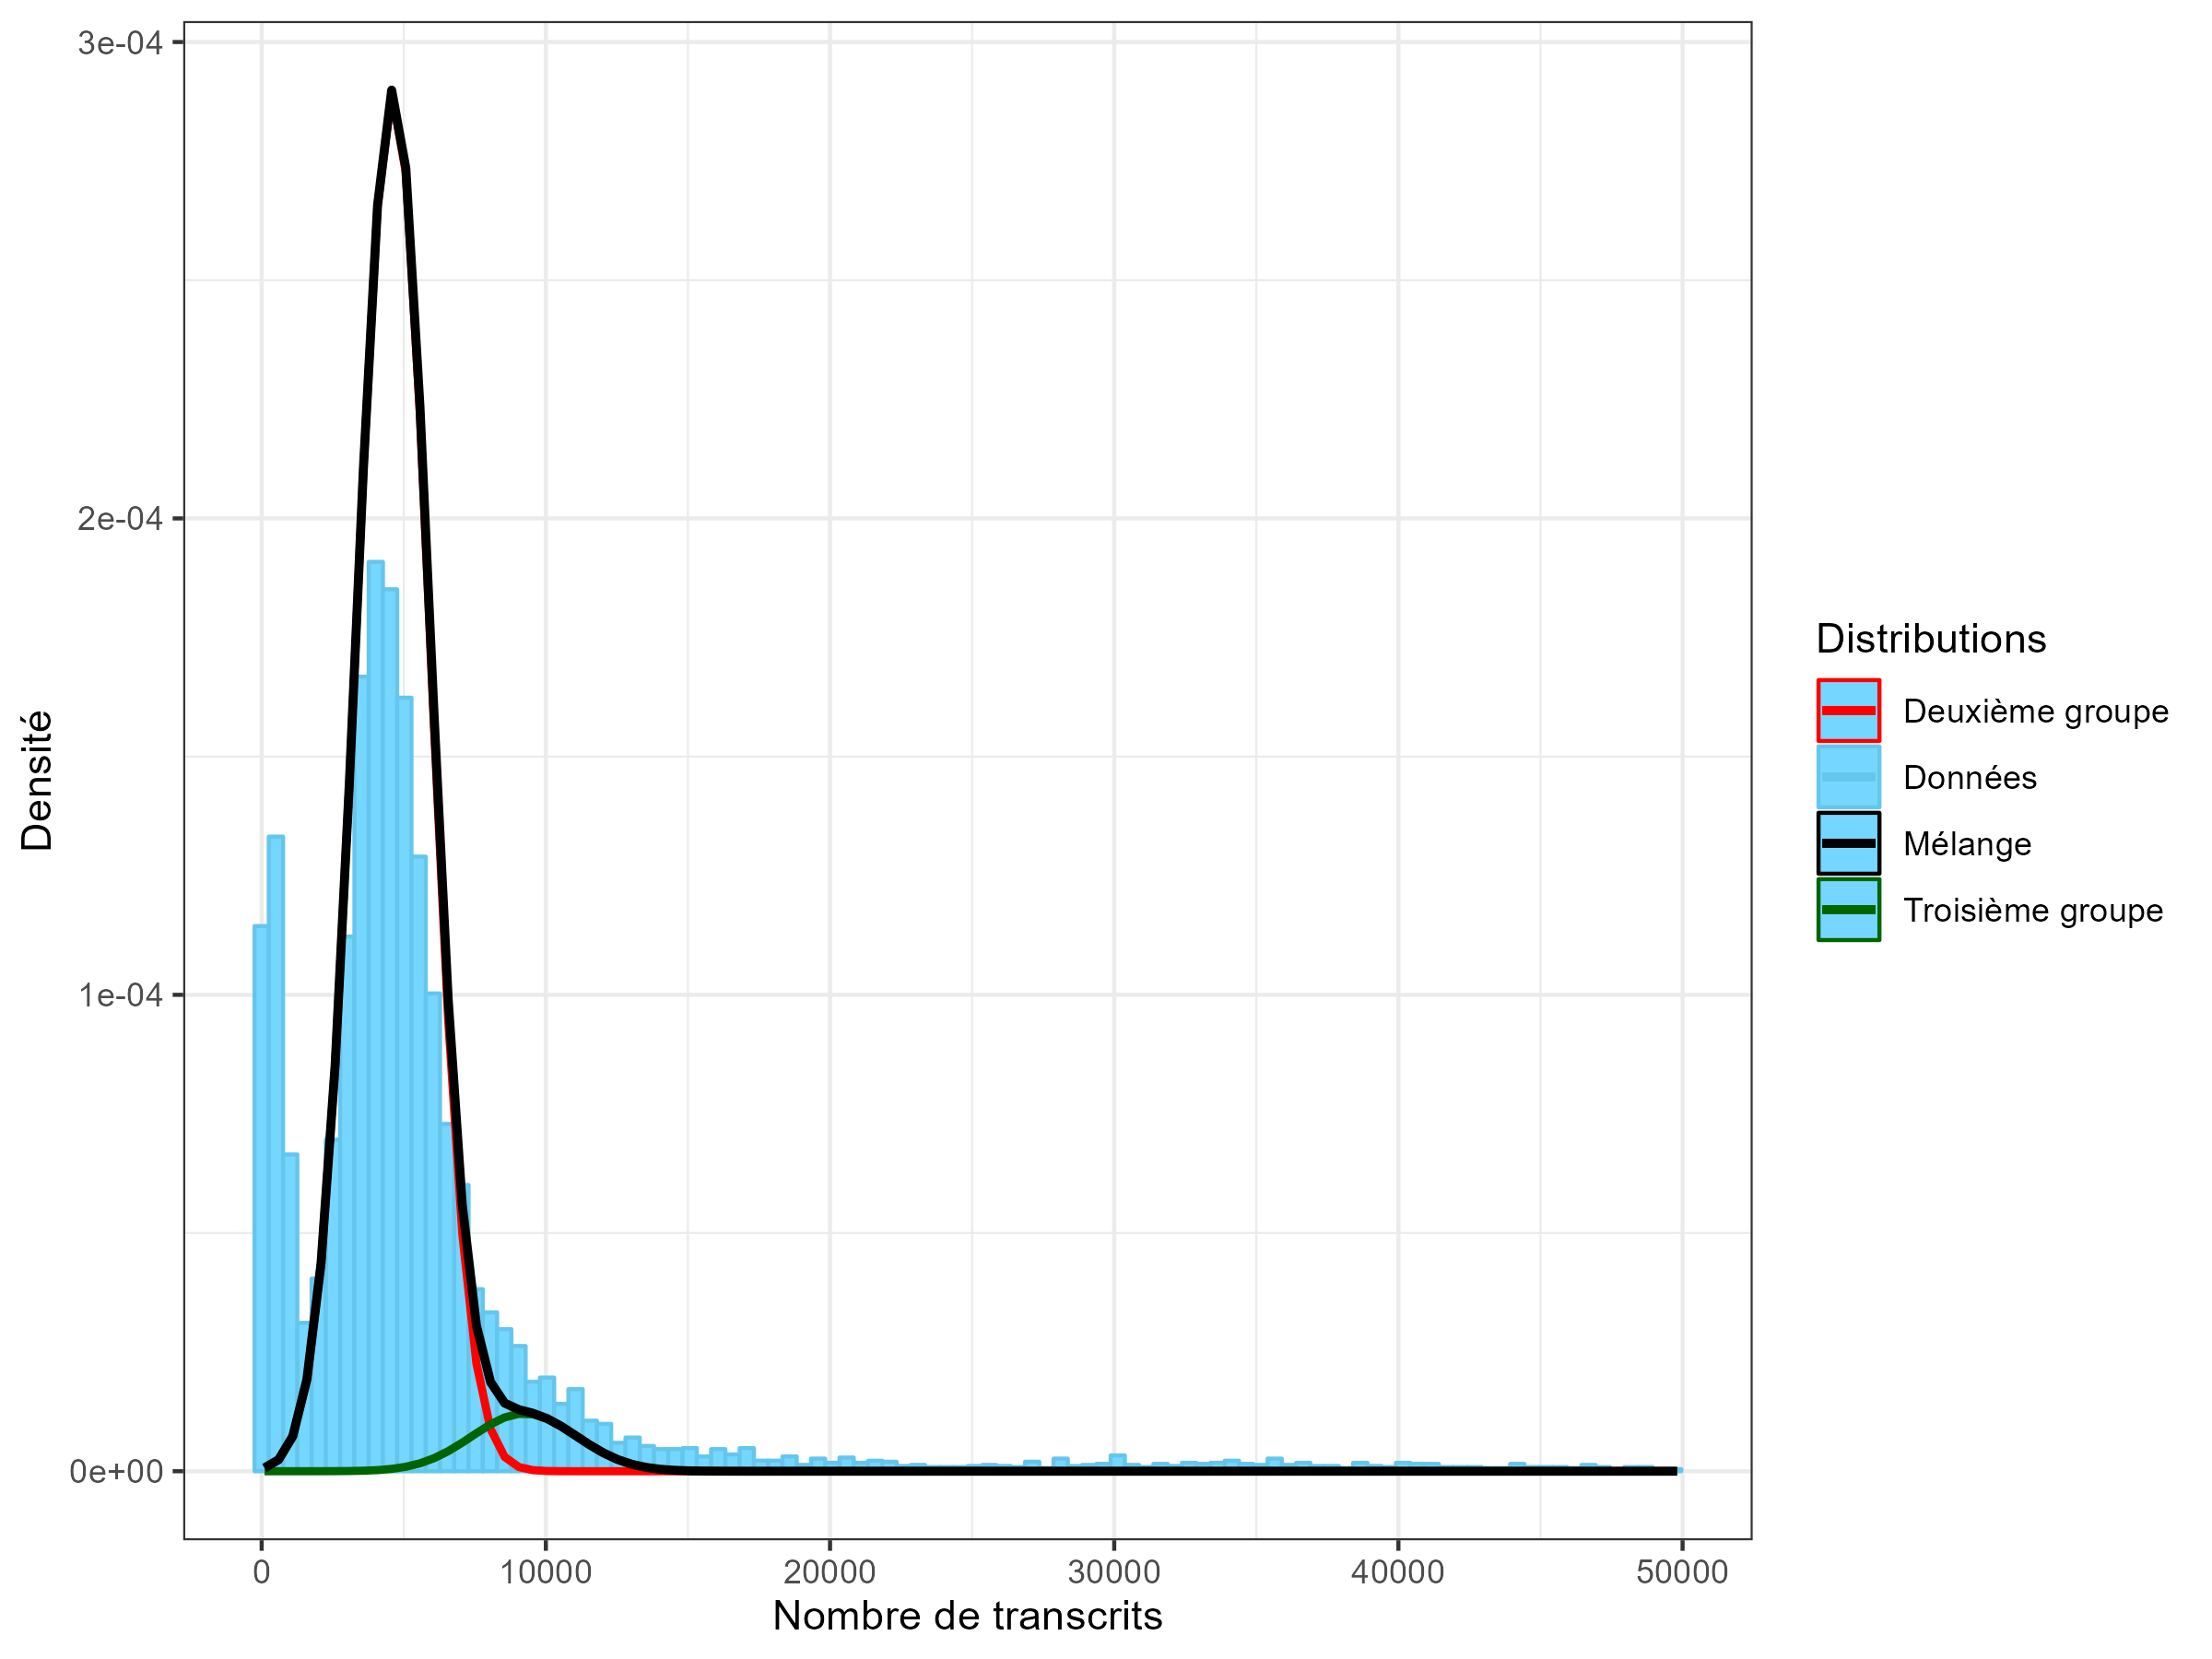 3e-04
2e-04
1e-04
0e+00
Densité
0
10000
20000
30000
40000
50000
Nombre de transcrits
Distributions
Deuxième groupe
Données
Mélange
Troisième groupe